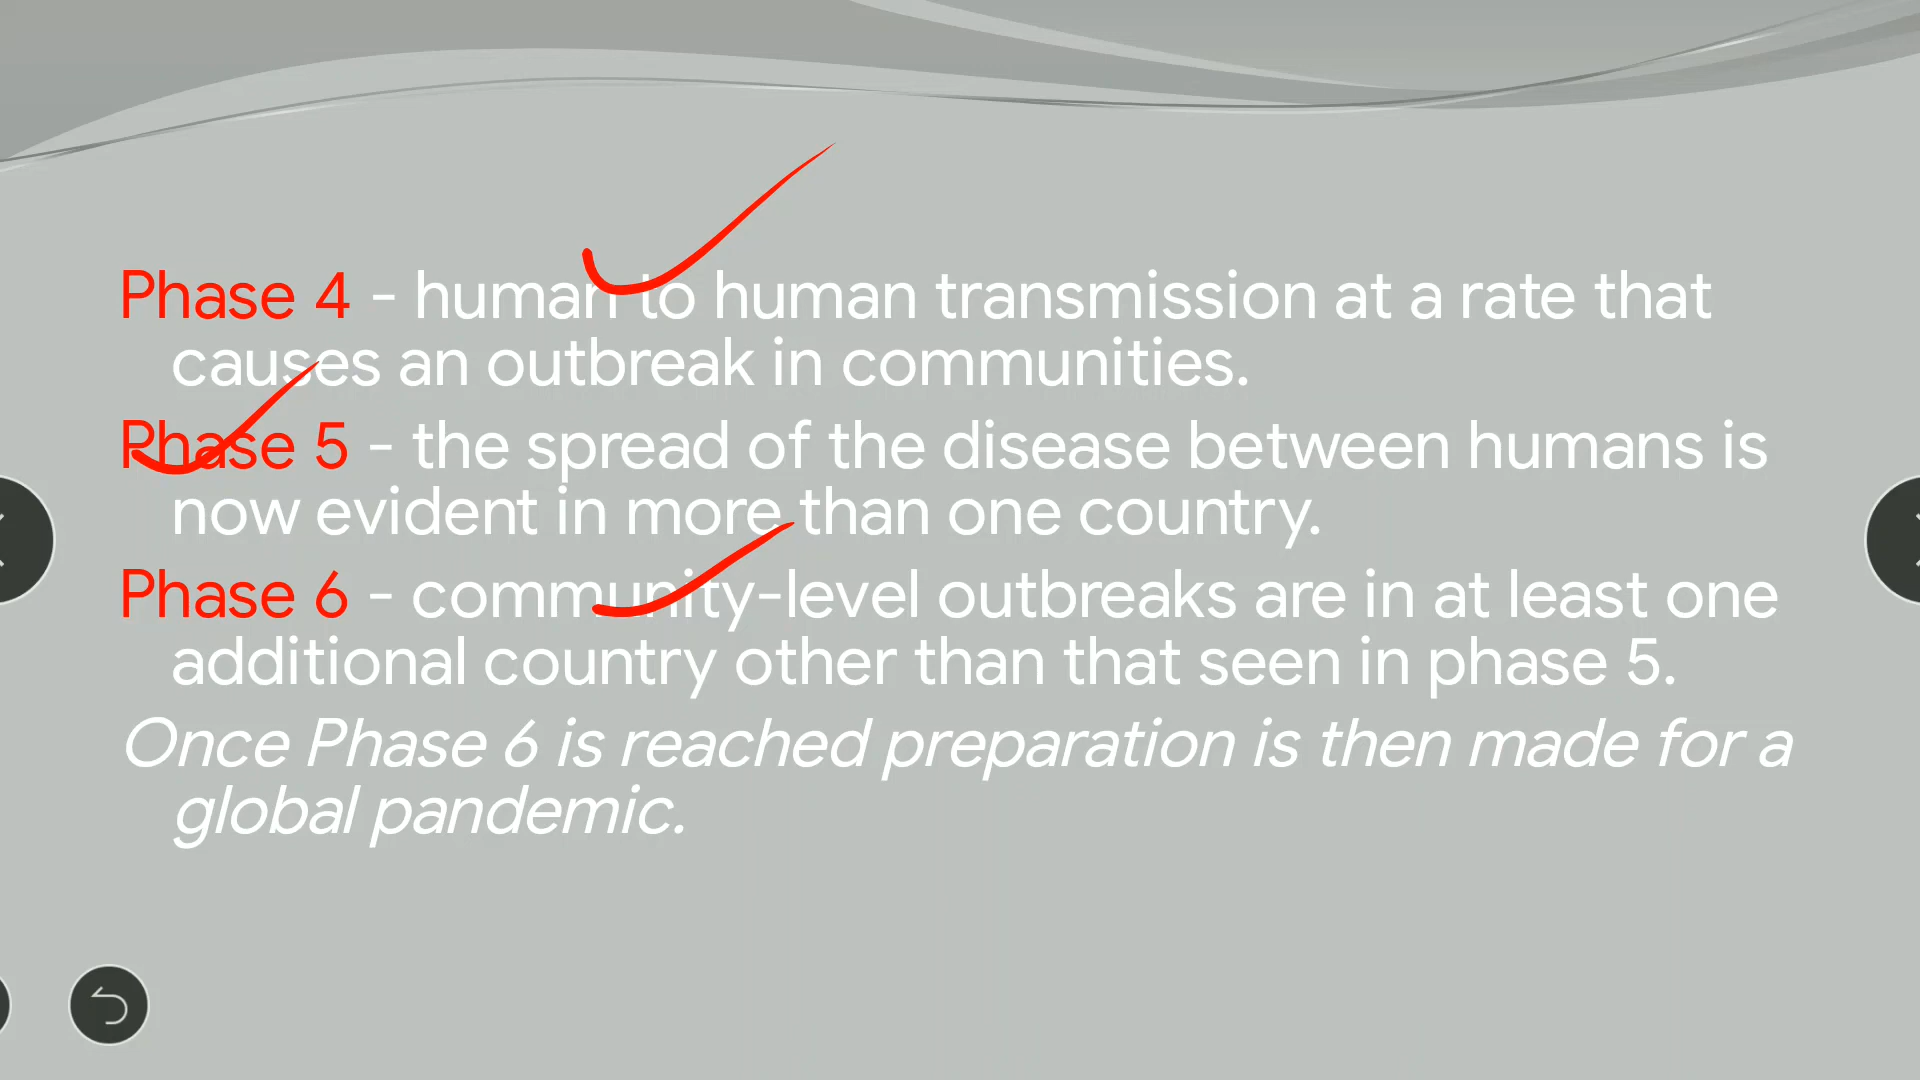 Phase 4 - human to human transmission at a rate that
causes an outbreak in communities.
Phase 5 - the spread of the disease between humans is
now evident in more than one country.
Phase 6 - community-level outbreaks are in at least one
additional country other than that seen in phase 5.
Once Phase 6 is reached preparation is then made for a
global pandemic.